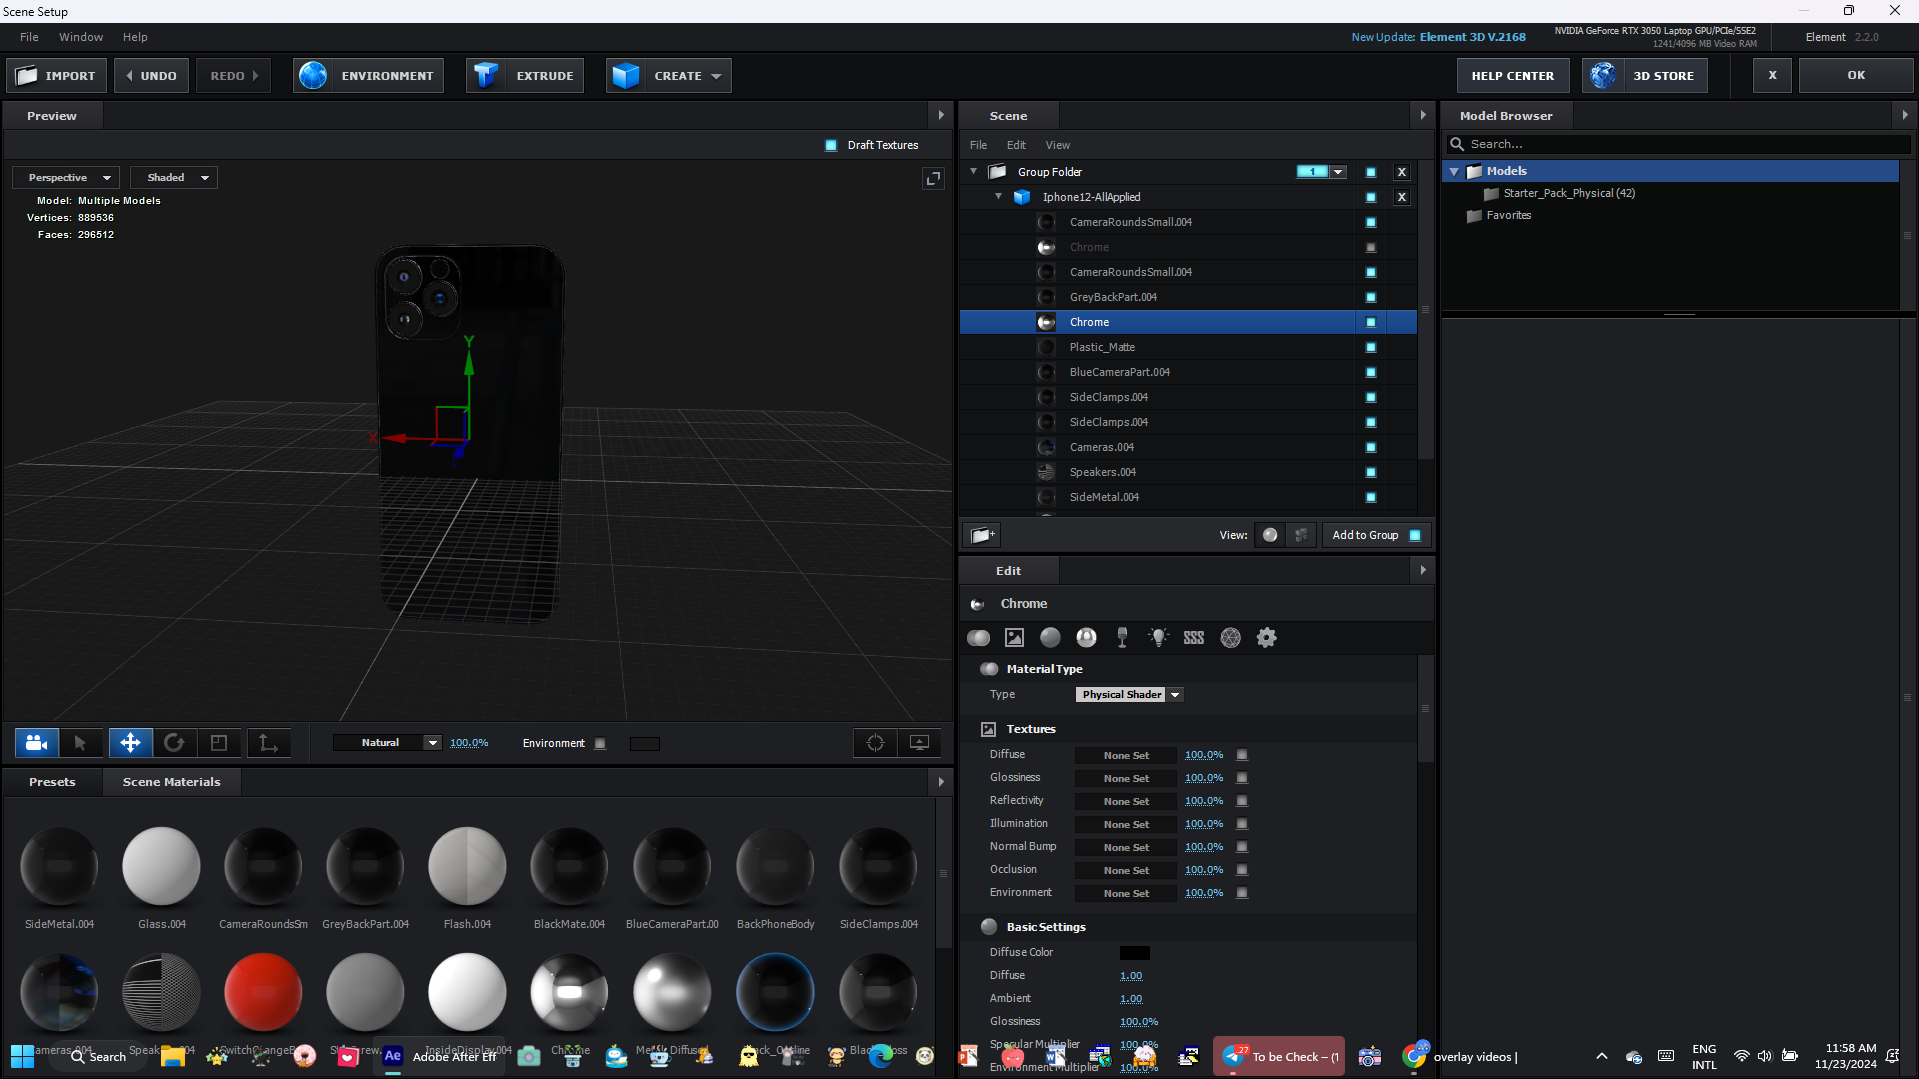 Scene Setup
File Window Help
New Update: Element 3D V.2168
NVIDIA GeForce RTX 3050 Laptop GPU/PCIe/SSE2
1241/4096 MB Video RAM
Element 2.2.0
IMPORT UNDO REDO ENVIRONMENT EXTRUDE CREATE HELP CENTER 3D STORE X OK
Preview
Draft Textures
Perspective Shaded
Model: Multiple Models
Vertices: 889536
Faces: 296512
Y
X
Natural 100.0% Environment
Presets Scene Materials
SideMetal.004 Glass.004 CameraRoundsSm GreyBackPart.004 Flash.004 BlackMate.004 BlueCameraPart.00 BackPhoneBody SideClamps.004
Scene
File Edit View
Group Folder 1 X
Iphone12-AllApplied X
CameraRoundsSmall.004
Chrome
CameraRoundsSmall.004
GreyBackPart.004
Chrome
Plastic_Matte
BlueCameraPart.004
SideClamps.004
SideClamps.004
Cameras.004
Speakers.004
SideMetal.004
View: Add to Group
Edit
Chrome
SSS
Material Type
Type Physical Shader
Textures
Diffuse None Set 100.0%
Glossiness None Set 100.0%
Reflectivity None Set 100.0%
Illumination None Set 100.0%
Normal Bump None Set 100.0%
Occlusion None Set 100.0%
Environment None Set 100.0%
Basic Settings
Diffuse Color
Diffuse 1.00
Ambient 1.00
Glossiness 100.0%
Specular Multiplier 100.0%
Environment Multiplier 100.0%
Model Browser
Search...
Models
Starter_Pack_Physical (42)
Favorites
Search
Ae Adobe After Eff
27 To be Check – (1
overlay videos |
ENG
INTL
11:58 AM
11/23/2024